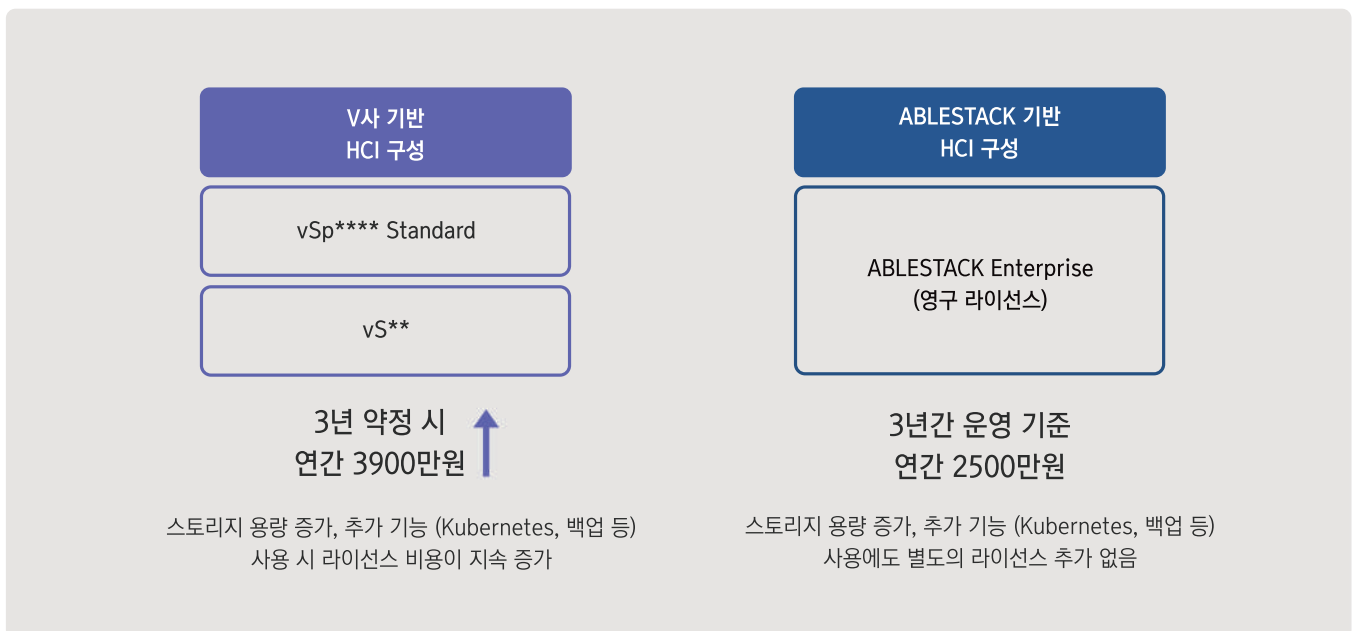 V사 기반
HCI 구성
vSp**** Standard
vS**
3년 약정 시
연간 3900만원
스토리지 용량 증가, 추가 기능 (Kubernetes, 백업 등)
사용 시 라이선스 비용이 지속 증가
ABLESTACK 기반
HCI 구성
ABLESTACK Enterprise
(영구 라이선스)
3년간 운영 기준
연간 2500만원
스토리지 용량 증가, 추가 기능 (Kubernetes, 백업 등)
사용에도 별도의 라이선스 추가 없음